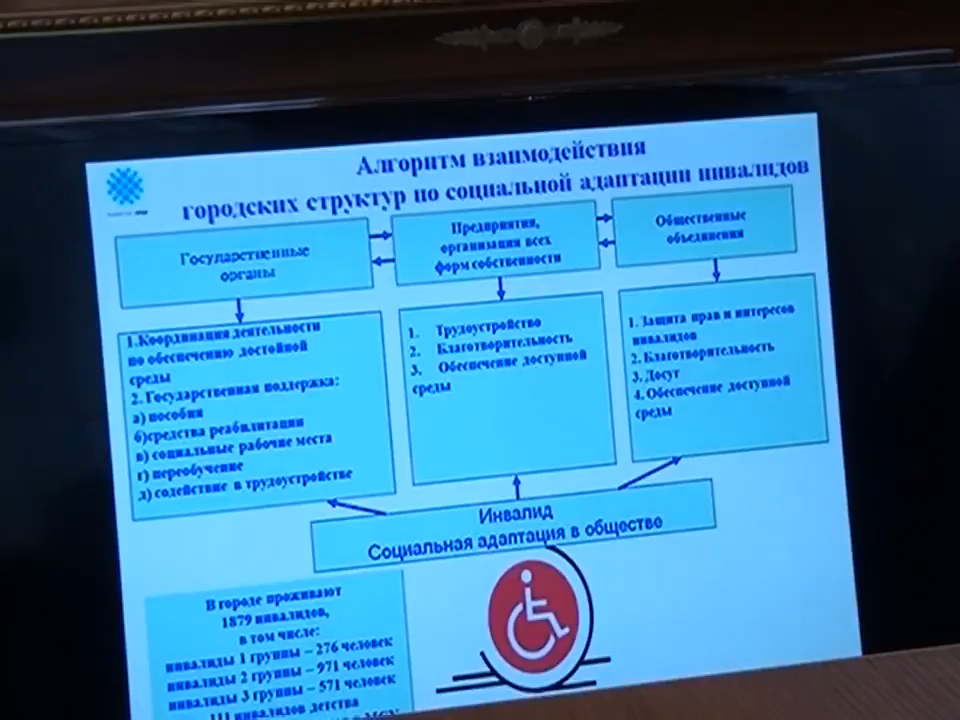 Алгоритм взаимодействия
городских структур по социальной адаптации инвалидов
Государственные
органы
Предприятия,
организации всех
форм собственности
Общественные
объединения
1.Координация деятельности
по обеспечению достойной
среды
2. Государственная поддержка:
а) пособия
б)средства реабилитации
в) социальные рабочие места
г) переобучение
д) содействие в трудоустройстве
1. Трудоустройство
2. Благотворительность
3. Обеспечение доступной
среды
1. Защита прав и интересов
инвалидов
2. Благотворительность
3. Досуг
4. Обеспечение доступной
среды
Инвалид
Социальная адаптация в общество
В городе проживают
1879 инвалидов,
в том числе:
инвалиды 1 группы – 276 человек
инвалиды 2 группы – 971 человек
инвалиды 3 группы – 571 человек
111 инвалидов детства